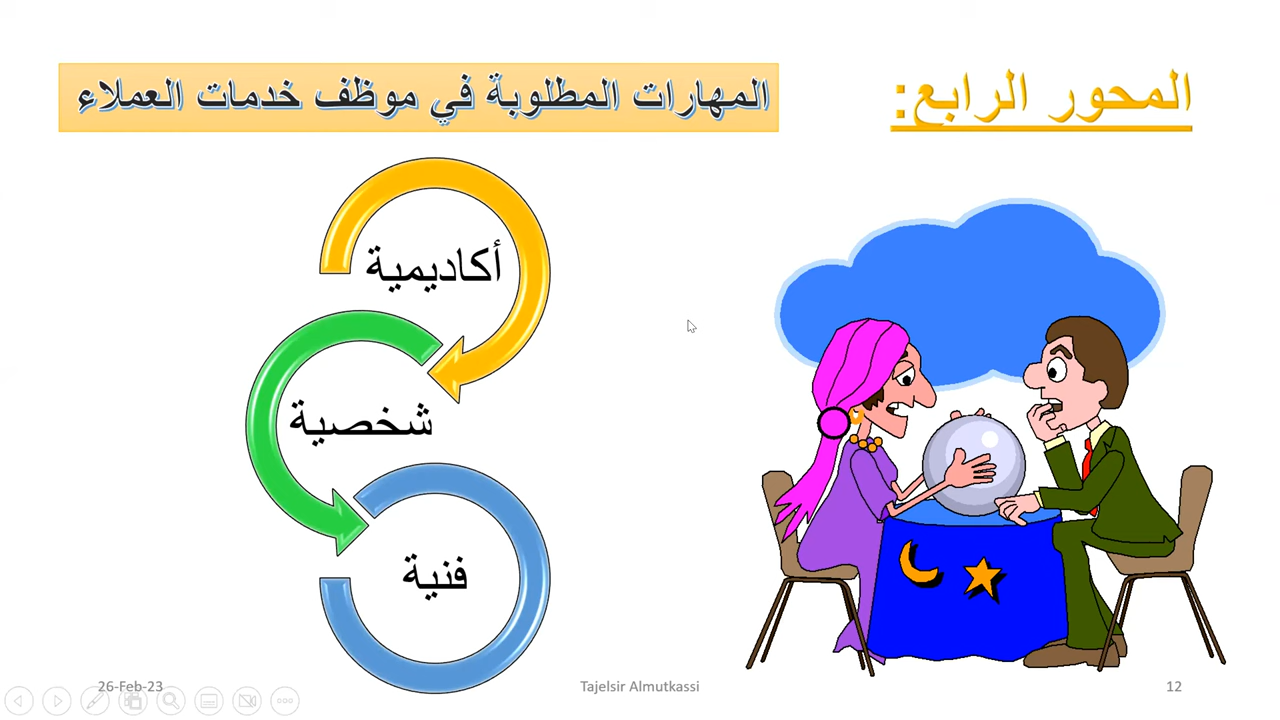 المحور الرابع:
المهارات المطلوبة في موظف خدمات العملاء
أكاديمية
شخصية
فنية
26-Feb-23
Tajelsir Almutkassi
12